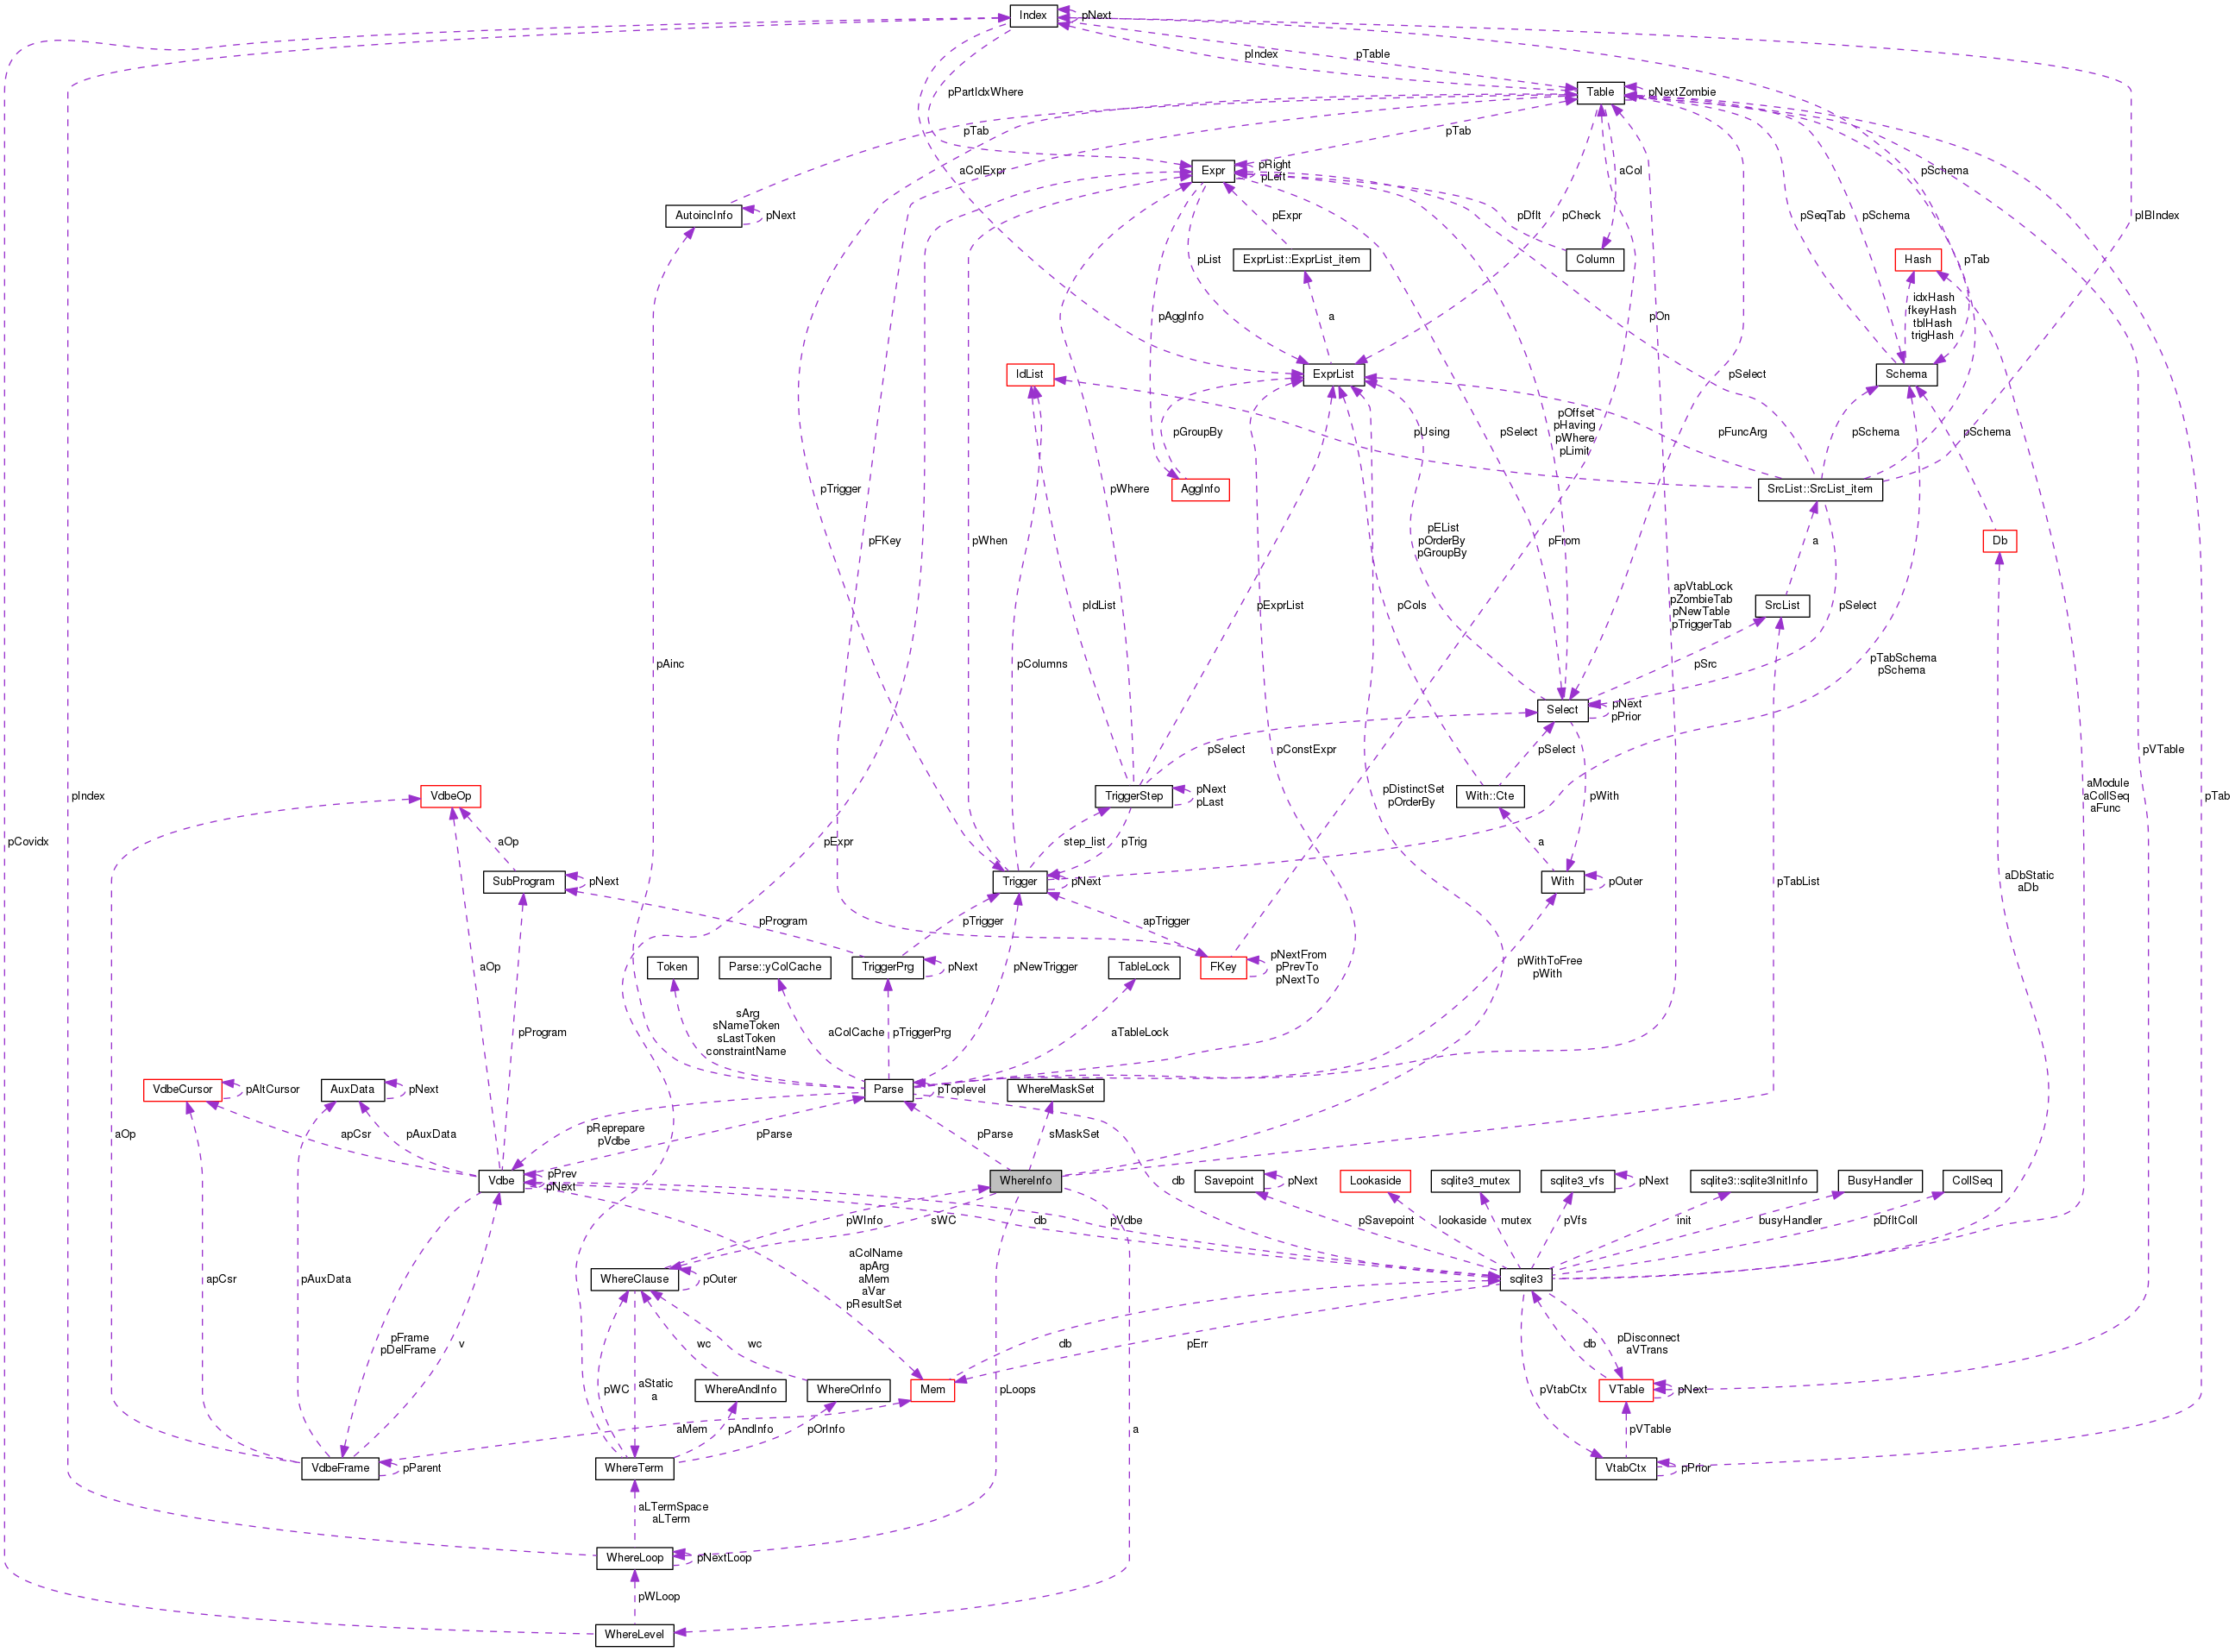 Index
pNext
pIndex
pTable
Table
pNextZombie
pPartIdxWhere
pTab
pTab
Expr
pRight
pLeft
aColExpr
aCol
pSchema
AutoincInfo
pNext
pExpr
pDflt
pCheck
pSeqTab
pSchema
pIBIndex
pList
ExprList::ExprList_item
Column
Hash
pTab
idxHash
fkeyHash
tblHash
trigHash
pAggInfo
a
pOn
IdList
ExprList
pSelect
Schema
pGroupBy
pUsing
pSelect
pOffset
pHaving
pWhere
pLimit
pFuncArg
pSchema
pSchema
pTrigger
pWhere
AggInfo
SrcList::SrcList_item
pFKey
pWhen
pEList
pOrderBy
pGroupBy
pFrom
a
Db
pIdList
pExprList
pCols
apVtabLock
pZombieTab
pNewTable
pTriggerTab
SrcList
pSelect
pAinc
pColumns
pSrc
pTabSchema
pSchema
Select
pNext
pPrior
pSelect
pConstExpr
pSelect
pVTable
pIndex
VdbeOp
TriggerStep
pNext
pLast
pDistinctSet
pOrderBy
With::Cte
pWith
aModule
aCollSeq
aFunc
pTab
pCovidx
aOp
pExpr
step_list
pTrig
a
SubProgram
pNext
Trigger
pNext
With
pOuter
pTabList
aDbStatic
aDb
pProgram
pTrigger
apTrigger
aOp
Token
Parse::yColCache
TriggerPrg
pNext
pNewTrigger
TableLock
FKey
pNextFrom
pPrevTo
pNextTo
pWithToFree
pWith
pProgram
sArg
sNameToken
sLastToken
constraintName
aColCache
pTriggerPrg
aTableLock
VdbeCursor
pAltCursor
AuxData
pNext
Parse
pToplevel
WhereMaskSet
aOp
apCsr
pAuxData
pReprepare
pVdbe
pParse
pParse
sMaskSet
Vdbe
pPrev
pNext
WhereInfo
db
Savepoint
pNext
Lookaside
sqlite3_mutex
sqlite3_vfs
pNext
sqlite3::sqlite3InitInfo
BusyHandler
CollSeq
pWInfo
sWC
db
pVdbe
pSavepoint
lookaside
mutex
pVfs
init
busyHandler
pDfltColl
apCsr
pAuxData
aColName
apArg
aMem
aVar
pResultSet
WhereClause
pOuter
sqlite3
pFrame
pDelFrame
v
wc
wc
db
pErr
db
pDisconnect
aVTrans
pWC
aStatic
a
WhereAndInfo
WhereOrInfo
Mem
pLoops
pVtabCtx
VTable
pNext
aMem
pAndInfo
pOrInfo
a
pVTable
VdbeFrame
pParent
WhereTerm
VtabCtx
pPrior
aLTermSpace
aLTerm
WhereLoop
pNextLoop
pWLoop
WhereLevel